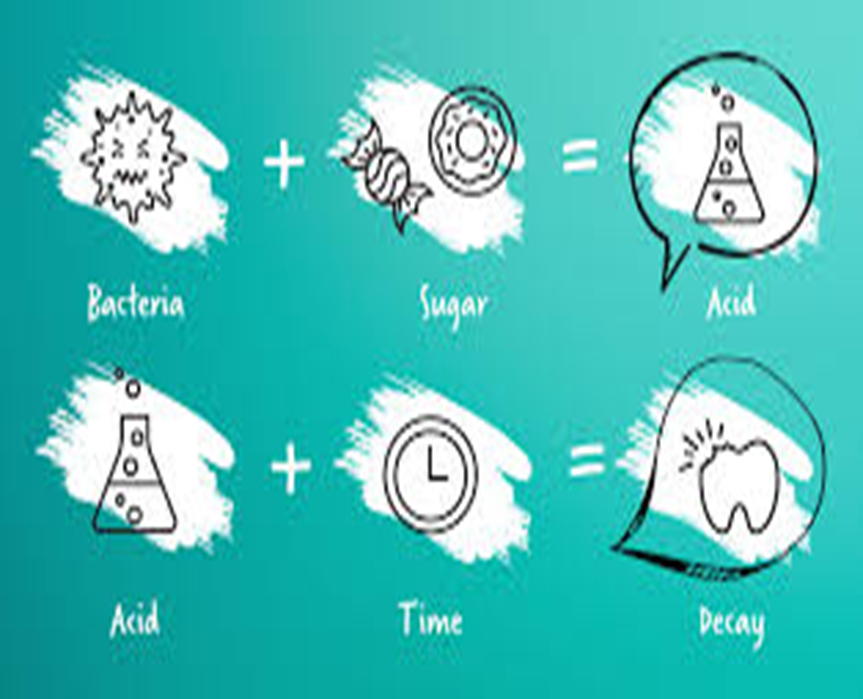 Bacteria + Sugar = Acid
Acid + Time = Decay